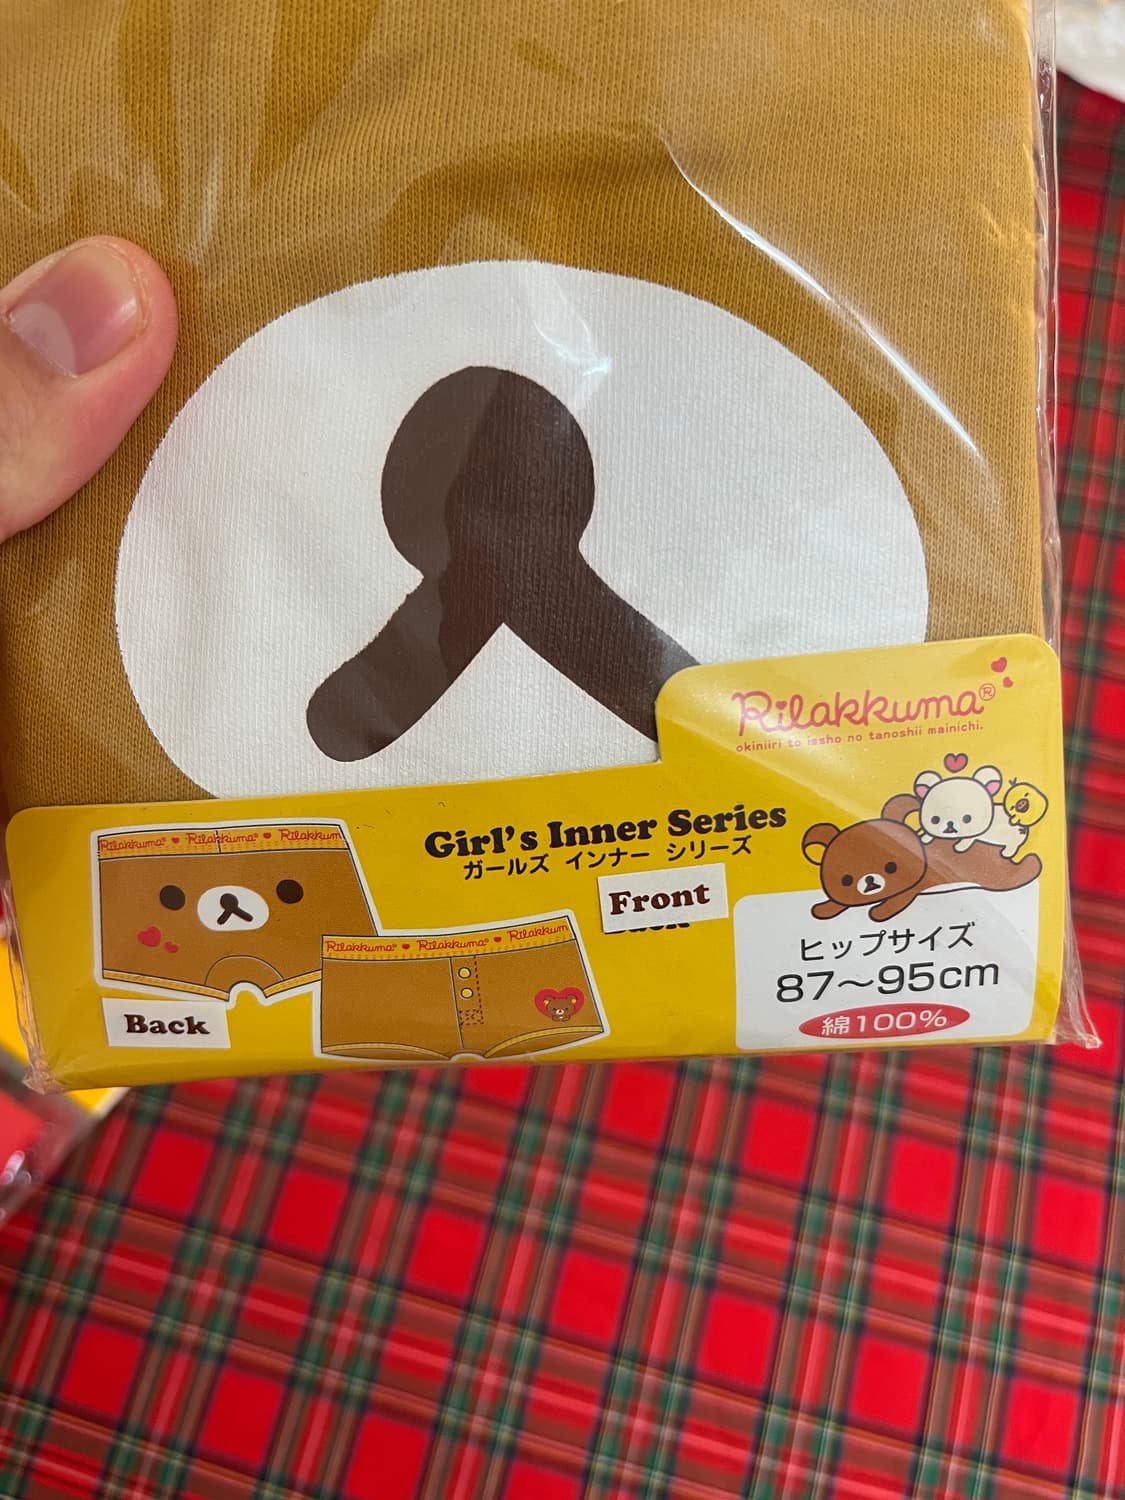 Rilakkuma®
okiniiri to issho no tanoshii mainichi.
Girl's Inner Series
ガールズ インナー シリーズ
Rilakkuma® Rilakkuma® Rilakkum
Front
Rilakkuma® Rilakkuma® Rilakkum
Back
ヒップサイズ
87〜95cm
綿100%